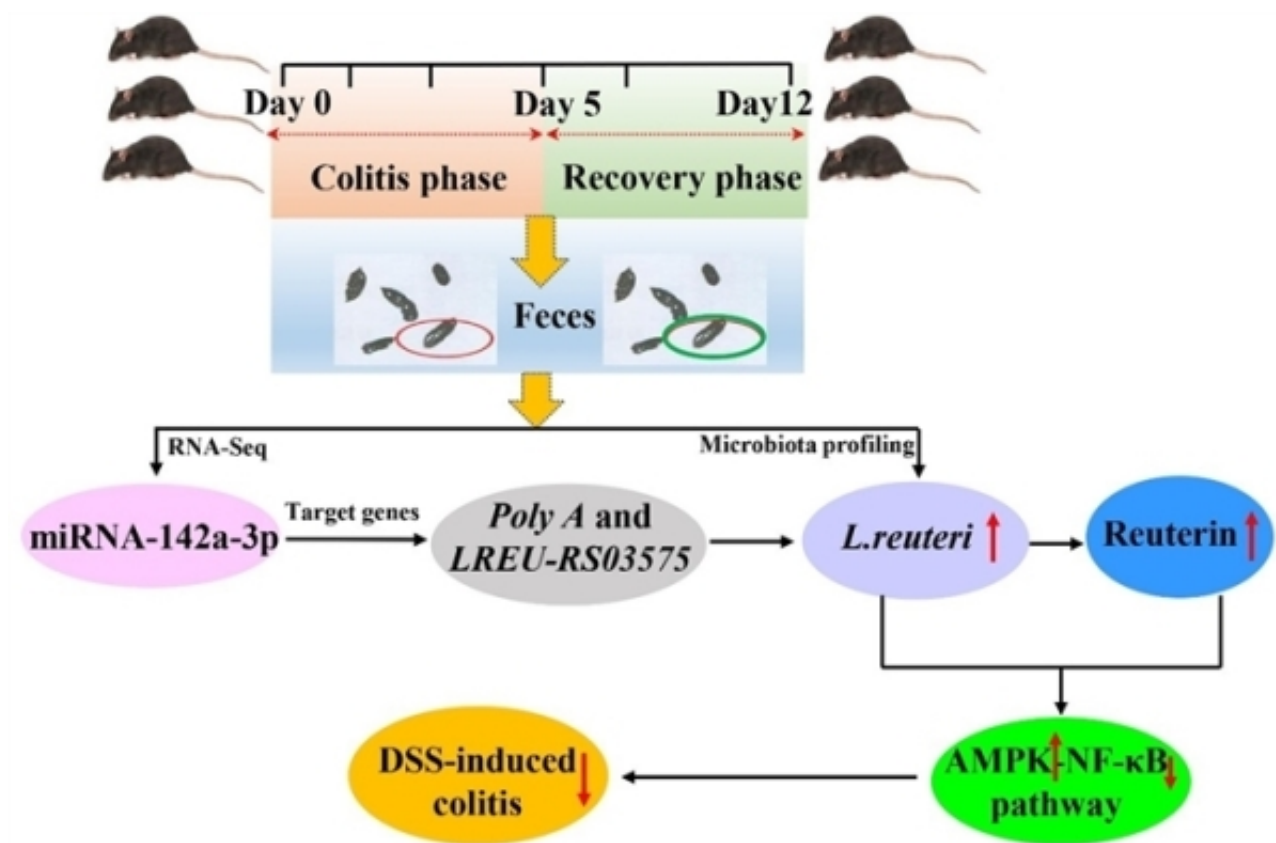 Day 0
Day 5
Day12
Colitis phase
Recovery phase
Feces
RNA-Seq
Microbiota profiling
miRNA-142a-3p
Target genes
Poly A and
LREU-RS03575
L.reuteri
Reuterin
DSS-induced
colitis
AMPK-NF-κB
pathway